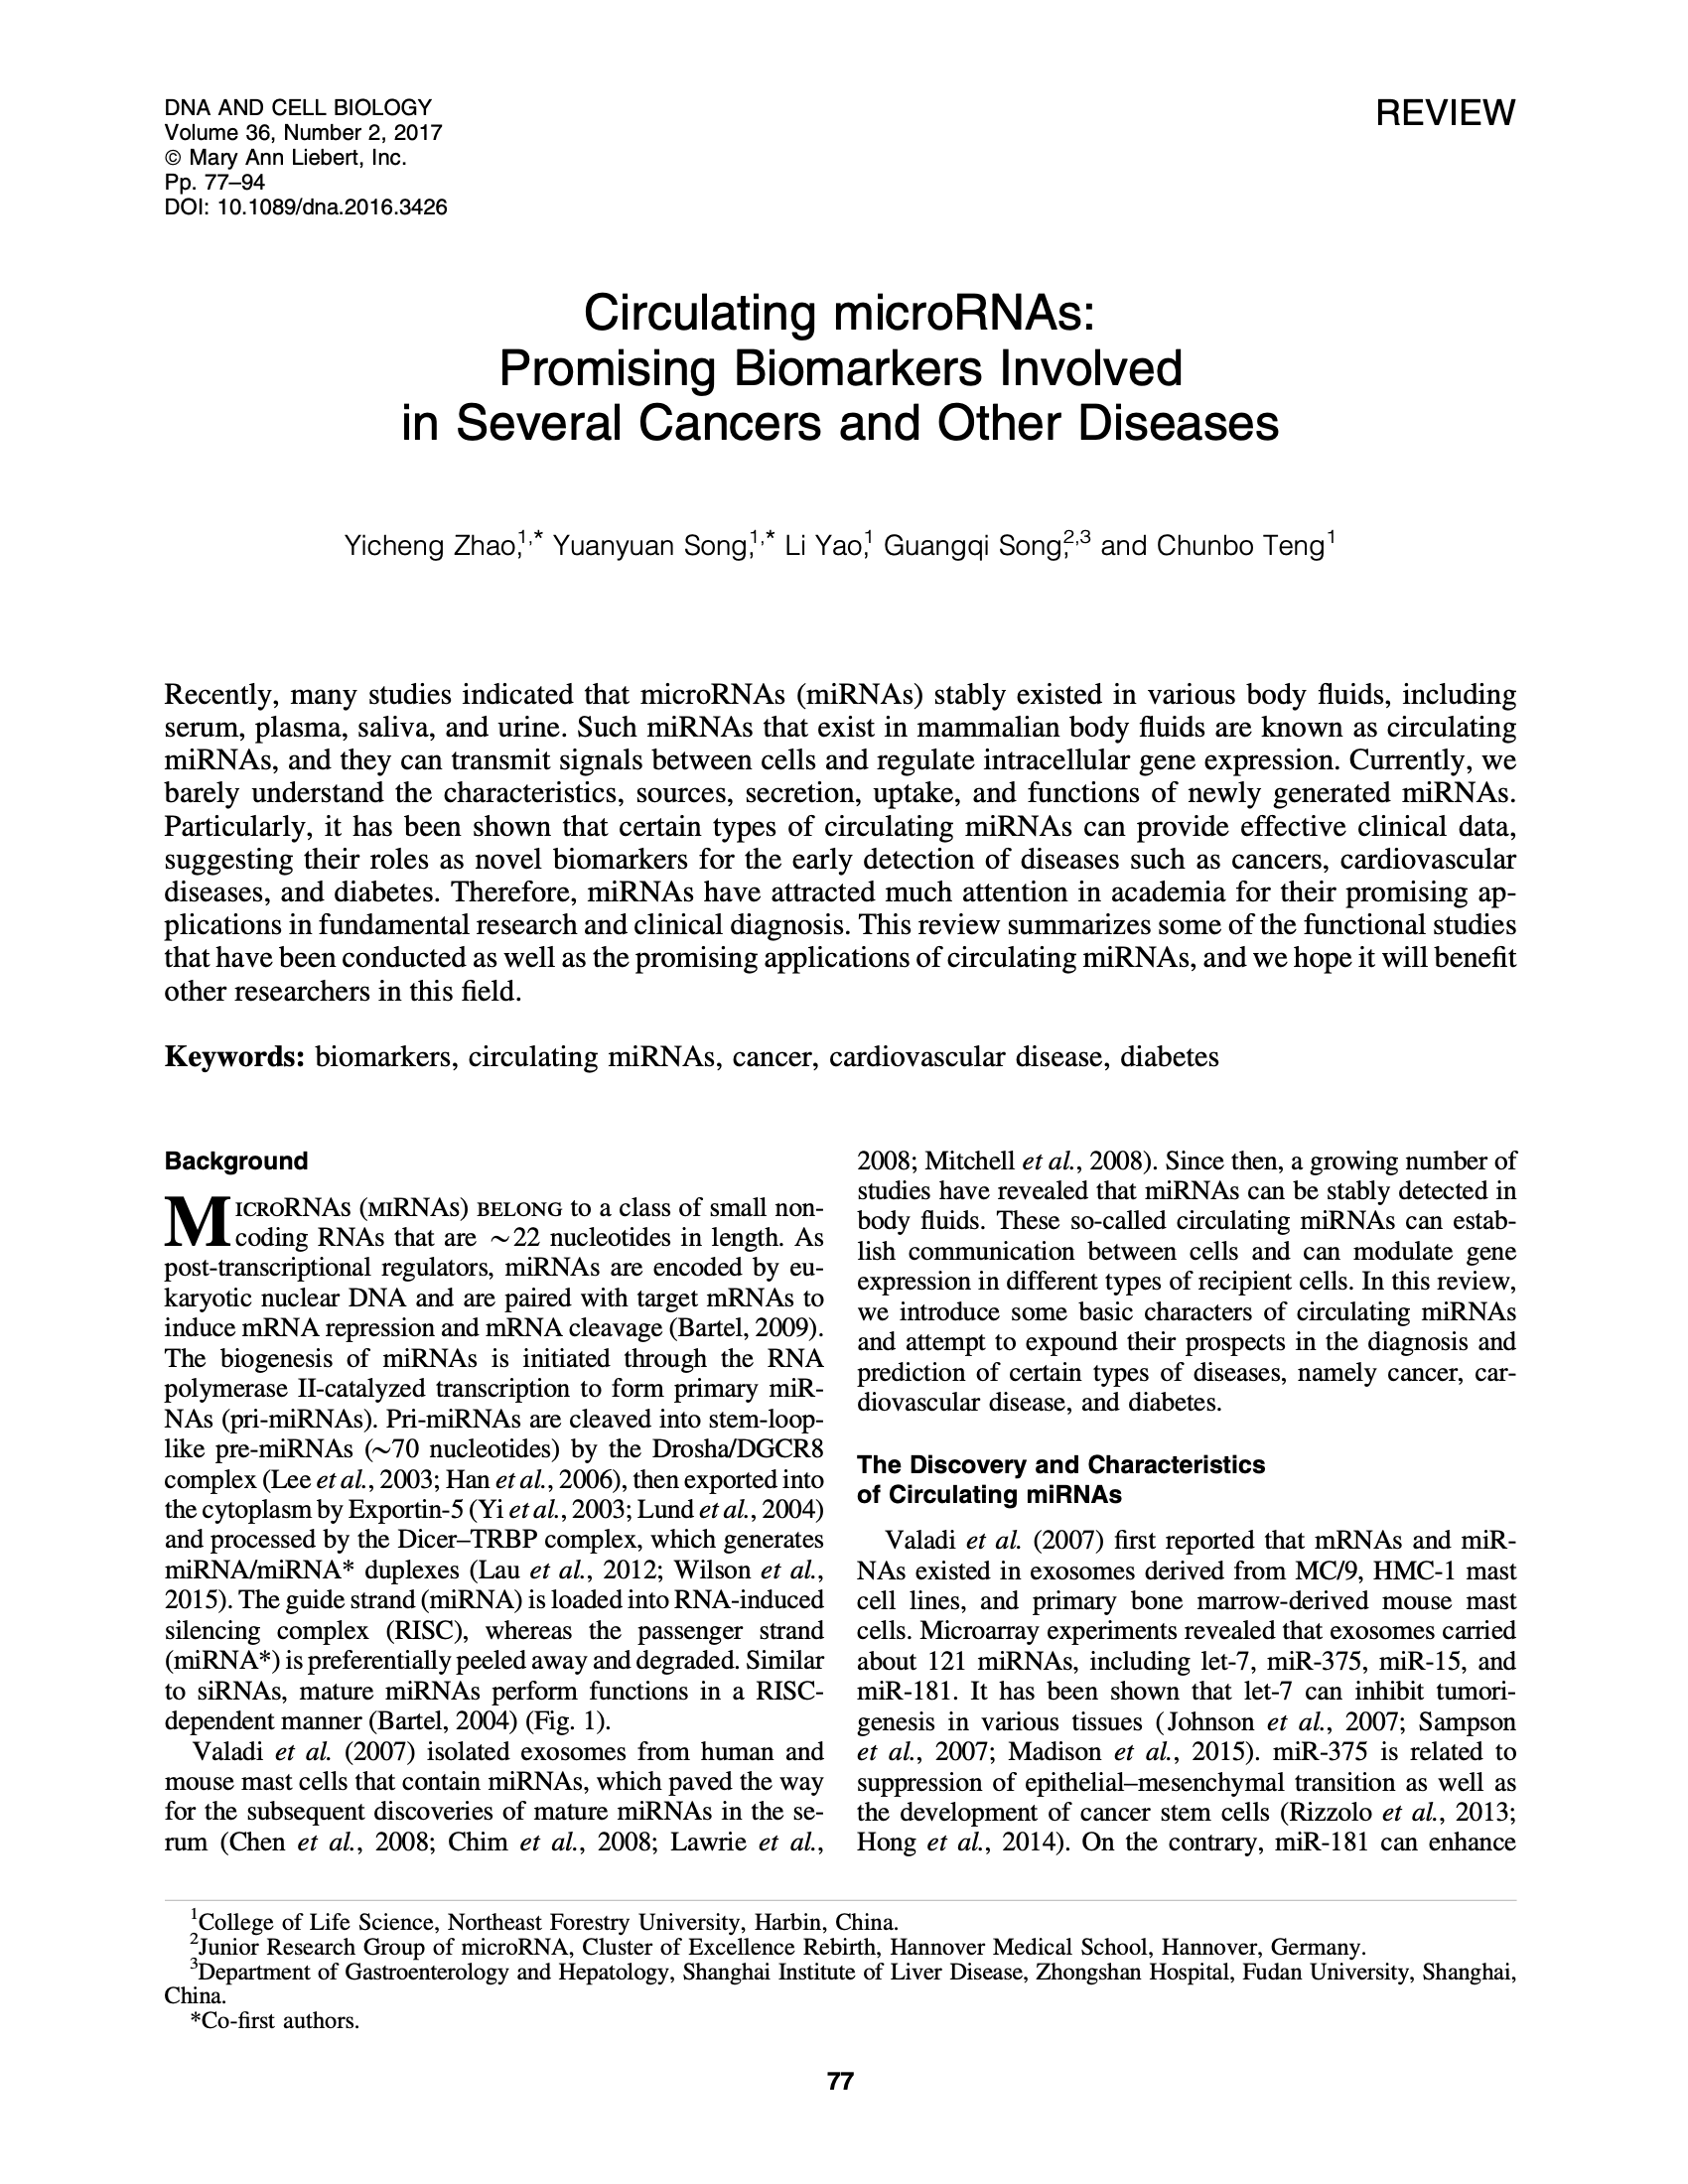 DNA AND CELL BIOLOGY
Volume 36, Number 2, 2017
© Mary Ann Liebert, Inc.
Pp. 77–94
DOI: 10.1089/dna.2016.3426
REVIEW
Circulating microRNAs:
Promising Biomarkers Involved
in Several Cancers and Other Diseases
Yicheng Zhao,1,* Yuanyuan Song,1,* Li Yao,1 Guangqi Song,2,3 and Chunbo Teng1
Recently, many studies indicated that microRNAs (miRNAs) stably existed in various body fluids, including
serum, plasma, saliva, and urine. Such miRNAs that exist in mammalian body fluids are known as circulating
miRNAs, and they can transmit signals between cells and regulate intracellular gene expression. Currently, we
barely understand the characteristics, sources, secretion, uptake, and functions of newly generated miRNAs.
Particularly, it has been shown that certain types of circulating miRNAs can provide effective clinical data,
suggesting their roles as novel biomarkers for the early detection of diseases such as cancers, cardiovascular
diseases, and diabetes. Therefore, miRNAs have attracted much attention in academia for their promising ap-
plications in fundamental research and clinical diagnosis. This review summarizes some of the functional studies
that have been conducted as well as the promising applications of circulating miRNAs, and we hope it will benefit
other researchers in this field.
Keywords: biomarkers, circulating miRNAs, cancer, cardiovascular disease, diabetes
Background
MicroRNAs (miRNAs) belong to a class of small non-
coding RNAs that are ∼22 nucleotides in length. As
post-transcriptional regulators, miRNAs are encoded by eu-
karyotic nuclear DNA and are paired with target mRNAs to
induce mRNA repression and mRNA cleavage (Bartel, 2009).
The biogenesis of miRNAs is initiated through the RNA
polymerase II-catalyzed transcription to form primary miR-
NAs (pri-miRNAs). Pri-miRNAs are cleaved into stem-loop-
like pre-miRNAs (∼70 nucleotides) by the Drosha/DGCR8
complex (Lee et al., 2003; Han et al., 2006), then exported into
the cytoplasm by Exportin-5 (Yi et al., 2003; Lund et al., 2004)
and processed by the Dicer–TRBP complex, which generates
miRNA/miRNA* duplexes (Lau et al., 2012; Wilson et al.,
2015). The guide strand (miRNA) is loaded into RNA-induced
silencing complex (RISC), whereas the passenger strand
(miRNA*) is preferentially peeled away and degraded. Similar
to siRNAs, mature miRNAs perform functions in a RISC-
dependent manner (Bartel, 2004) (Fig. 1).
Valadi et al. (2007) isolated exosomes from human and
mouse mast cells that contain miRNAs, which paved the way
for the subsequent discoveries of mature miRNAs in the se-
rum (Chen et al., 2008; Chim et al., 2008; Lawrie et al.,
2008; Mitchell et al., 2008). Since then, a growing number of
studies have revealed that miRNAs can be stably detected in
body fluids. These so-called circulating miRNAs can estab-
lish communication between cells and can modulate gene
expression in different types of recipient cells. In this review,
we introduce some basic characters of circulating miRNAs
and attempt to expound their prospects in the diagnosis and
prediction of certain types of diseases, namely cancer, car-
diovascular disease, and diabetes.
The Discovery and Characteristics
of Circulating miRNAs
Valadi et al. (2007) first reported that mRNAs and miR-
NAs existed in exosomes derived from MC/9, HMC-1 mast
cell lines, and primary bone marrow-derived mouse mast
cells. Microarray experiments revealed that exosomes carried
about 121 miRNAs, including let-7, miR-375, miR-15, and
miR-181. It has been shown that let-7 can inhibit tumori-
genesis in various tissues (Johnson et al., 2007; Sampson
et al., 2007; Madison et al., 2015). miR-375 is related to
suppression of epithelial–mesenchymal transition as well as
the development of cancer stem cells (Rizzolo et al., 2013;
Hong et al., 2014). On the contrary, miR-181 can enhance
1College of Life Science, Northeast Forestry University, Harbin, China.
2Junior Research Group of microRNA, Cluster of Excellence Rebirth, Hannover Medical School, Hannover, Germany.
3Department of Gastroenterology and Hepatology, Shanghai Institute of Liver Disease, Zhongshan Hospital, Fudan University, Shanghai,
China.
*Co-first authors.
77